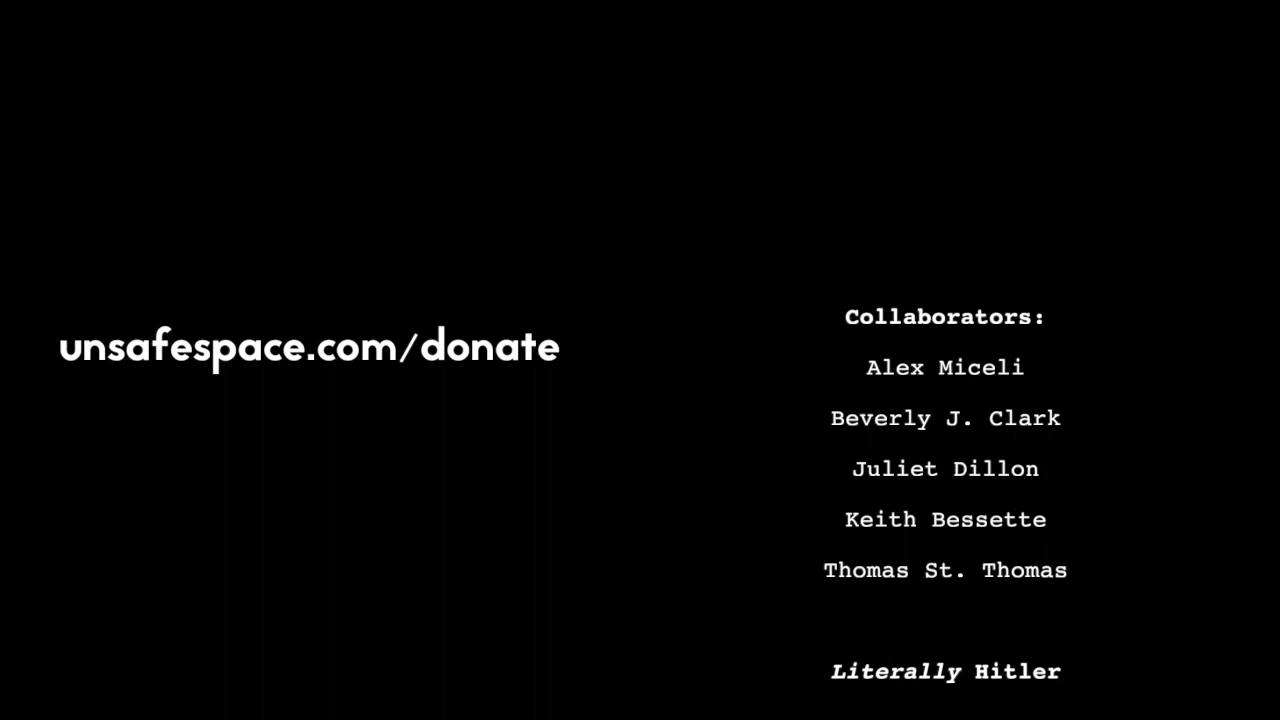 unsafespace.com/donate
Collaborators:
Alex Miceli
Beverly J. Clark
Juliet Dillon
Keith Bessette
Thomas St. Thomas
Literally Hitler